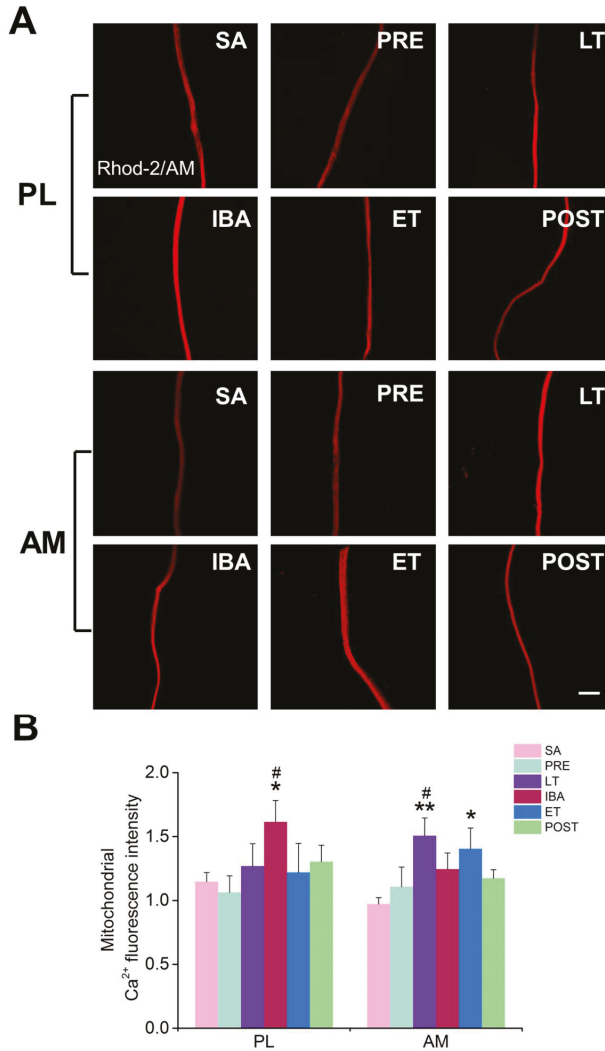 A
SA PRE LT
Rhod-2/AM
PL
IBA ET POST
SA PRE LT
AM
IBA ET POST
B
SA
PRE
LT
IBA
ET
POST
Mitochondrial
Ca²⁺ fluorescence intensity
2.0
1.5
1.0
0.5
0.0
#
*
#
**
*
PL AM